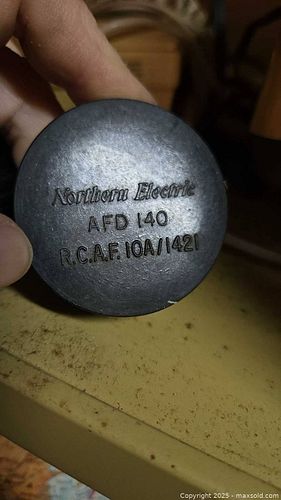 Northern Electric
AFD 140
R.C.A.F. 10A/1421
Copyright 2025 - maxsold.com